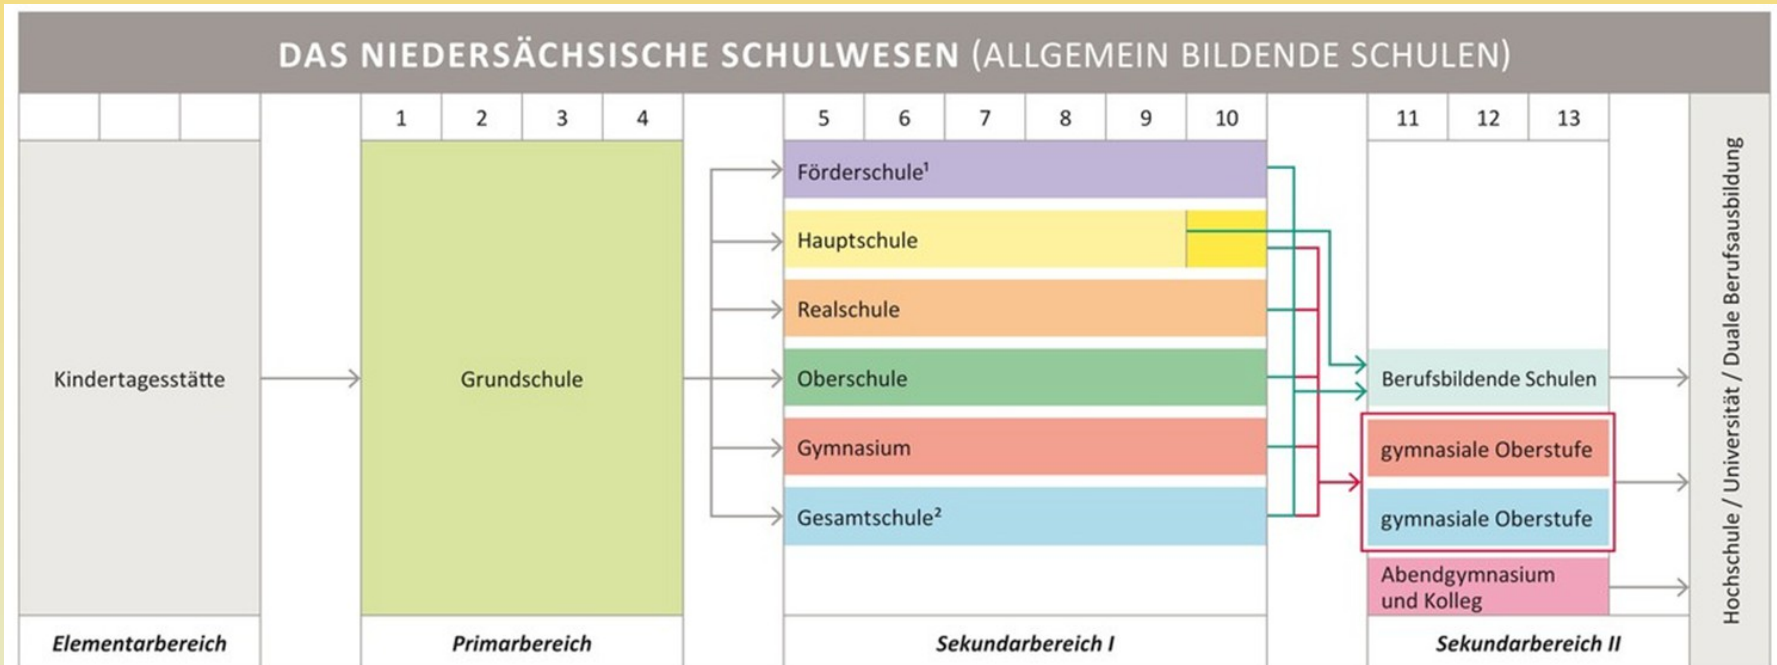 DAS NIEDERSÄCHSISCHE SCHULWESEN (ALLGEMEIN BILDENDE SCHULEN)
1 2 3 4 5 6 7 8 9 10 11 12 13
Kindertagesstätte
Grundschule
Förderschule¹
Hauptschule
Realschule
Oberschule
Gymnasium
Gesamtschule²
Berufsbildende Schulen
gymnasiale Oberstufe
gymnasiale Oberstufe
Abendgymnasium
und Kolleg
Hochschule / Universität / Duale Berufsausbildung
Elementarbereich
Primarbereich
Sekundarbereich I
Sekundarbereich II